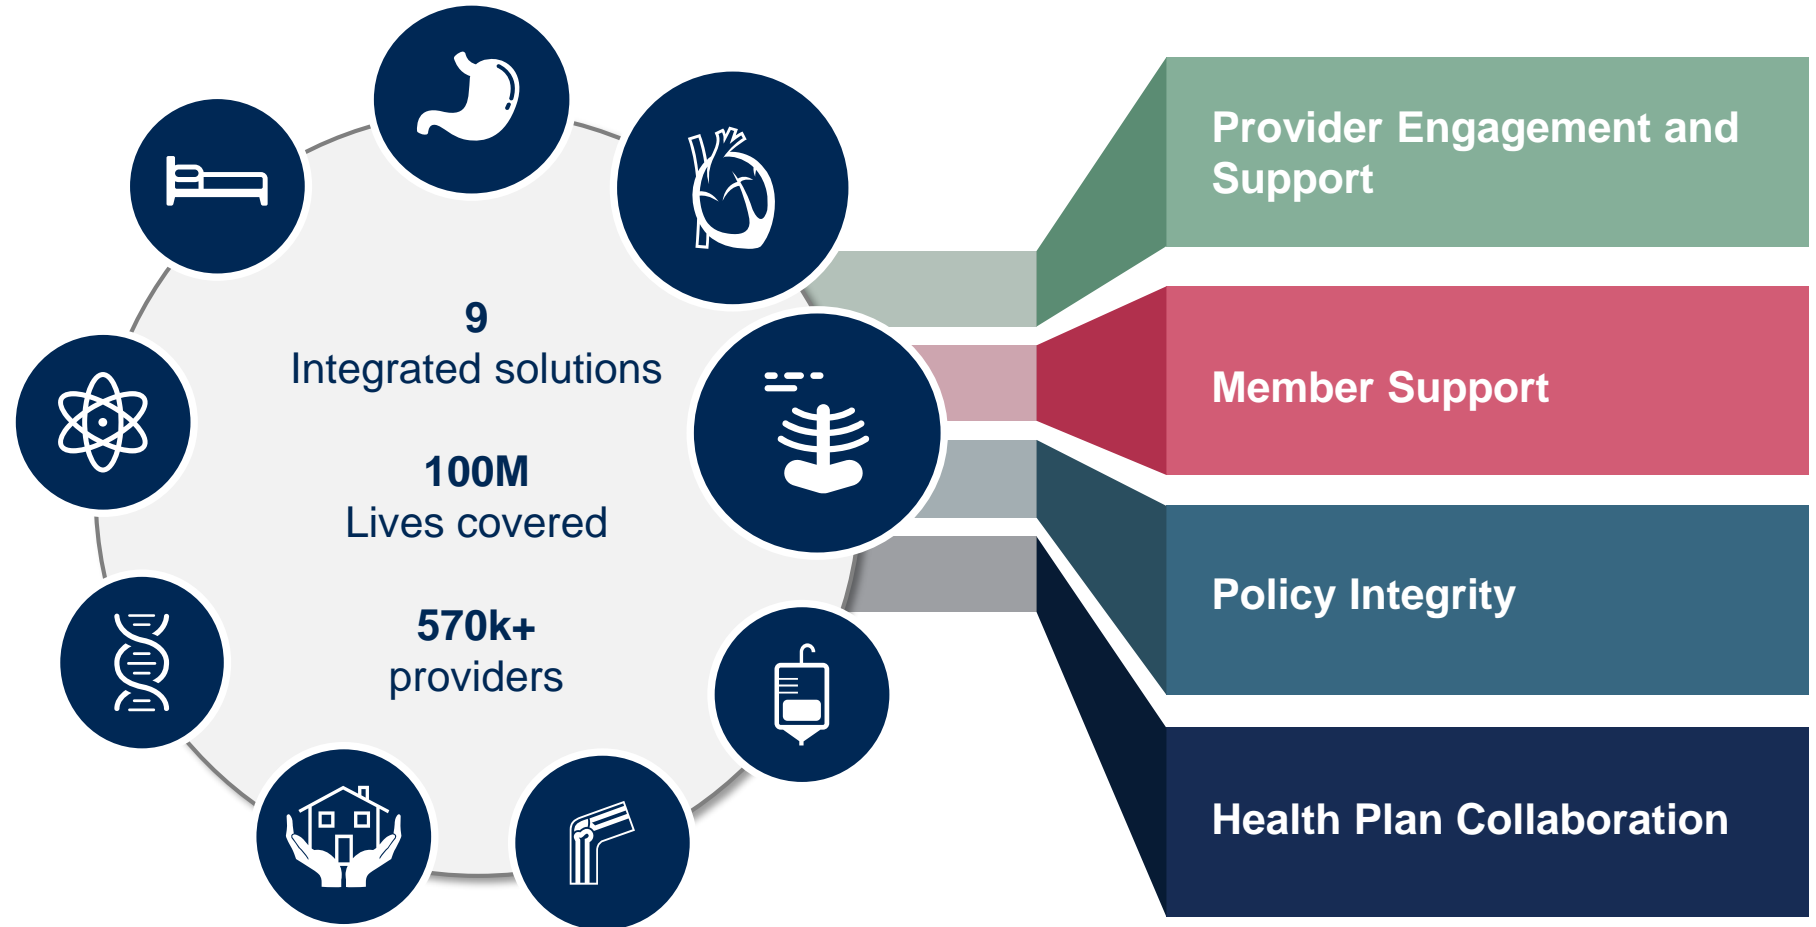 9
Integrated solutions
100M
Lives covered
570k+
providers
Provider Engagement and
Support
Member Support
Policy Integrity
Health Plan Collaboration